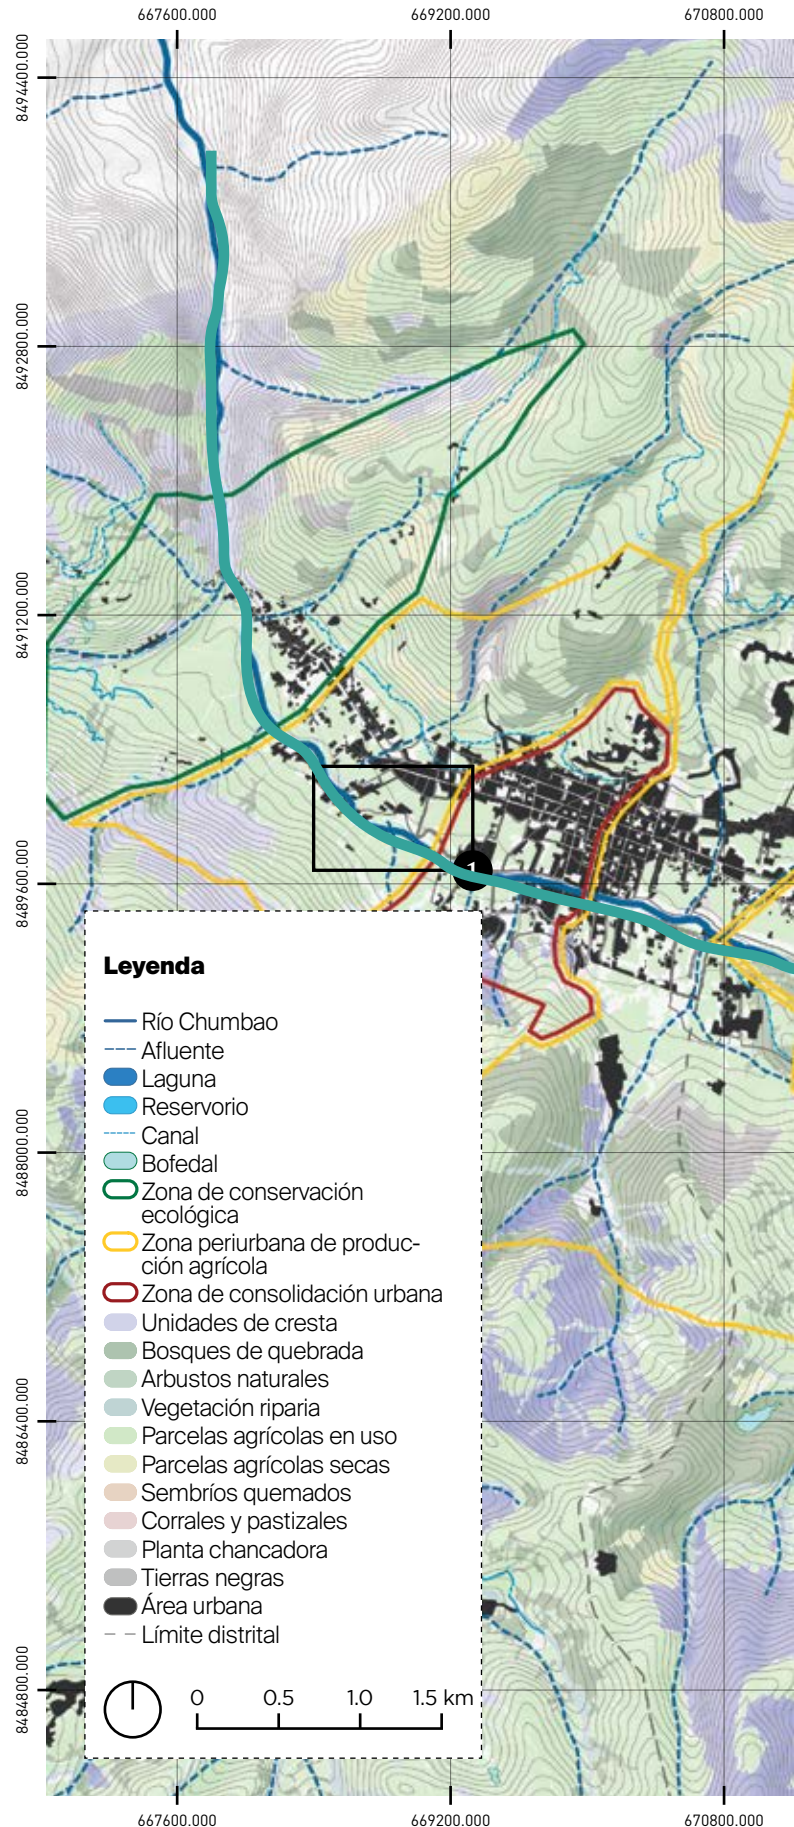 667600.000 669200.000 670800.000
8494400.000
8492800.000
8491200.000
8489600.000
8488000.000
8486400.000
8484800.000
1
Leyenda
Río Chumbao
Afluente
Laguna
Reservorio
Canal
Bofedal
Zona de conservación
ecológica
Zona periurbana de produc-
ción agrícola
Zona de consolidación urbana
Unidades de cresta
Bosques de quebrada
Arbustos naturales
Vegetación riparia
Parcelas agrícolas en uso
Parcelas agrícolas secas
Sembríos quemados
Corrales y pastizales
Planta chancadora
Tierras negras
Área urbana
Límite distrital
0 0.5 1.0 1.5 km
667600.000 669200.000 670800.000